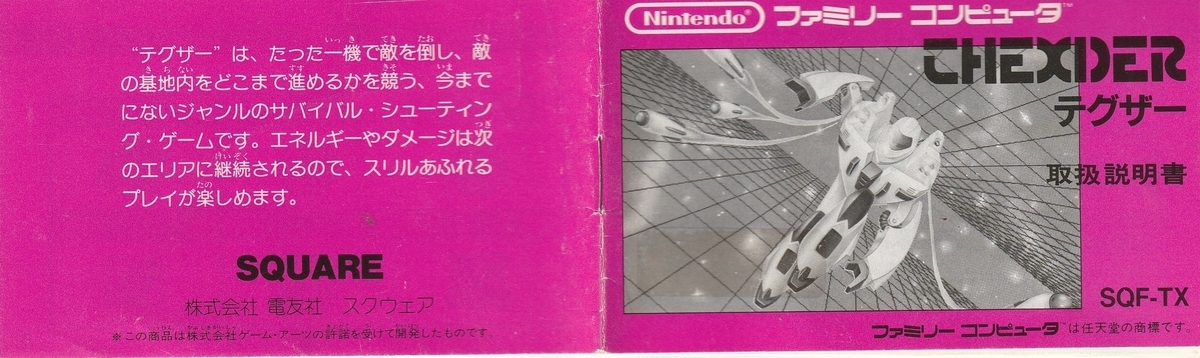 “テグザー”は、たった一機で敵を倒し、敵
の基地内をどこまで進めるかを競う、今まで
にないジャンルのサバイバル・シューティン
グ・ゲームです。エネルギーやダメージは次
のエリアに継続されるので、スリルあふれる
プレイが楽しめます。
SQUARE
株式会社 電友社 スクウェア
※この商品は株式会社ゲーム・アーツの許諾を受けて開発したものです。
Nintendo® ファミリー コンピュータ™
THEXDER
テグザー
取扱説明書
SQF-TX
ファミリー コンピュータ™は任天堂の商標です。